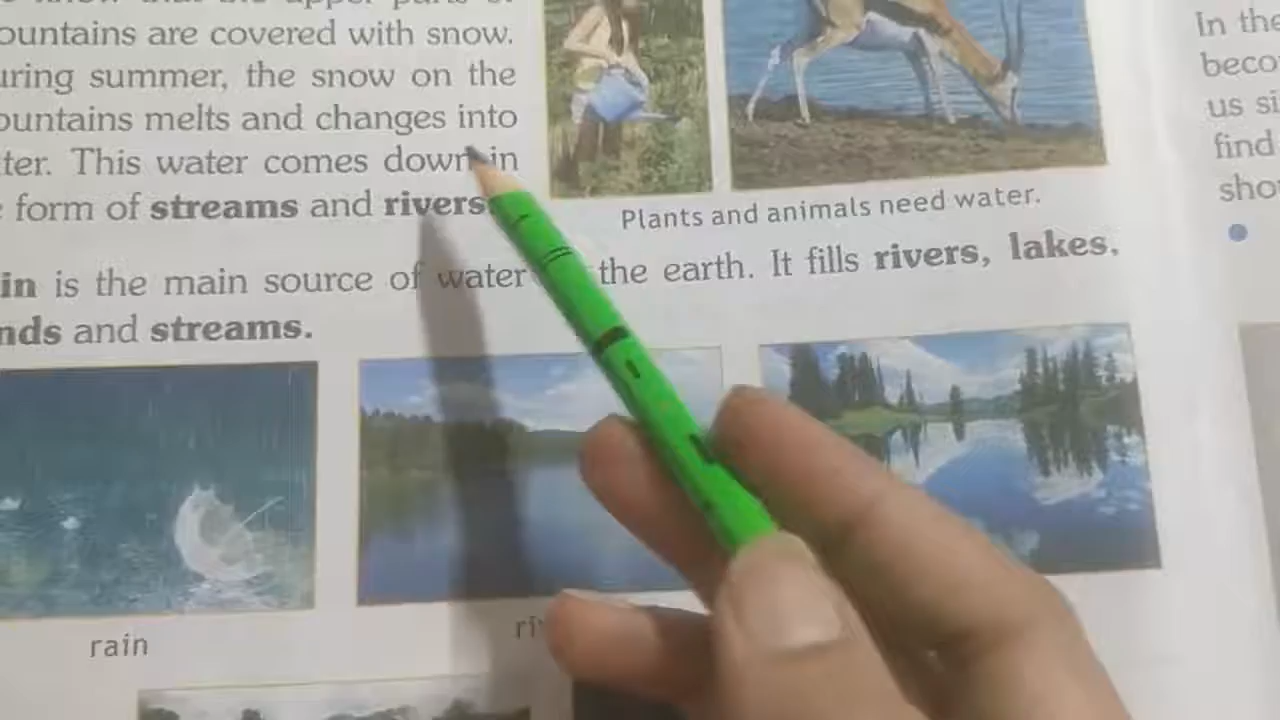 ountains are covered with snow.
uring summer, the snow on the
ountains melts and changes into
ter. This water comes down in
form of streams and rivers.
Plants and animals need water.
in is the main source of water the earth. It fills rivers, lakes,
nds and streams.
rain
In the
beco
us si
find
sho